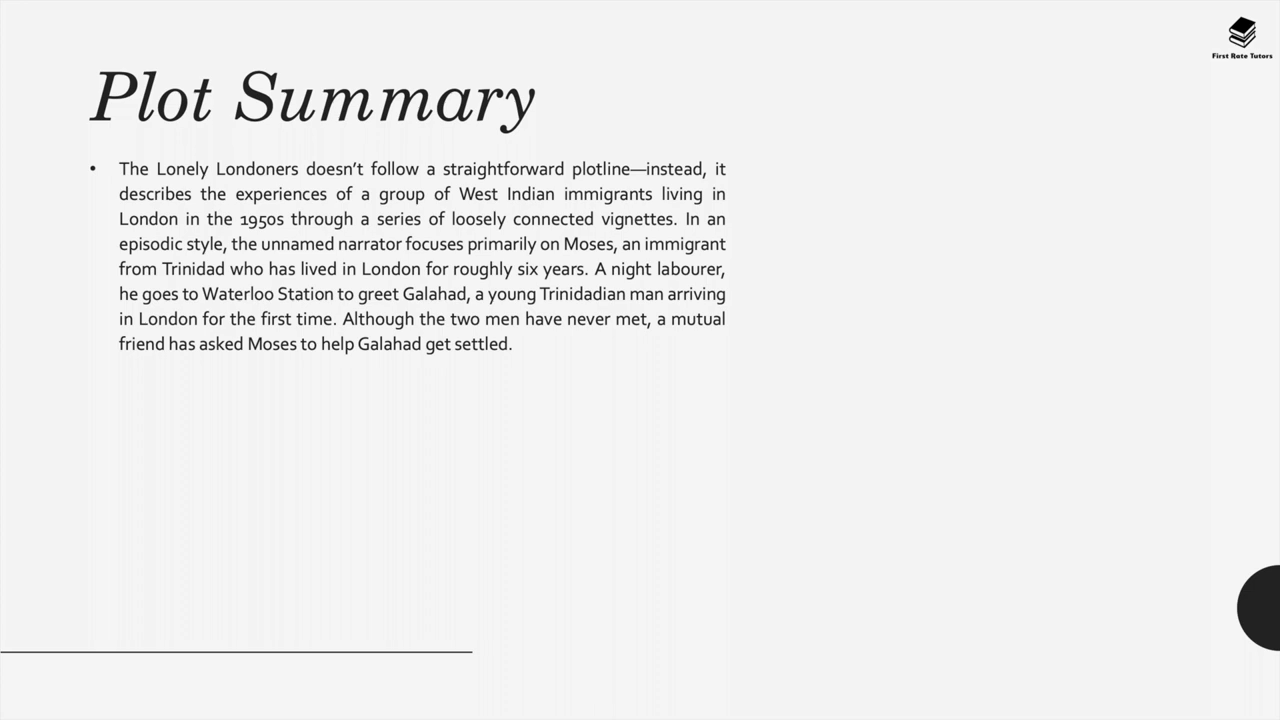 First Rate Tutors
Plot Summary
• The Lonely Londoners doesn’t follow a straightforward plotline—instead, it
describes the experiences of a group of West Indian immigrants living in
London in the 1950s through a series of loosely connected vignettes. In an
episodic style, the unnamed narrator focuses primarily on Moses, an immigrant
from Trinidad who has lived in London for roughly six years. A night labourer,
he goes to Waterloo Station to greet Galahad, a young Trinidadian man arriving
in London for the first time. Although the two men have never met, a mutual
friend has asked Moses to help Galahad get settled.